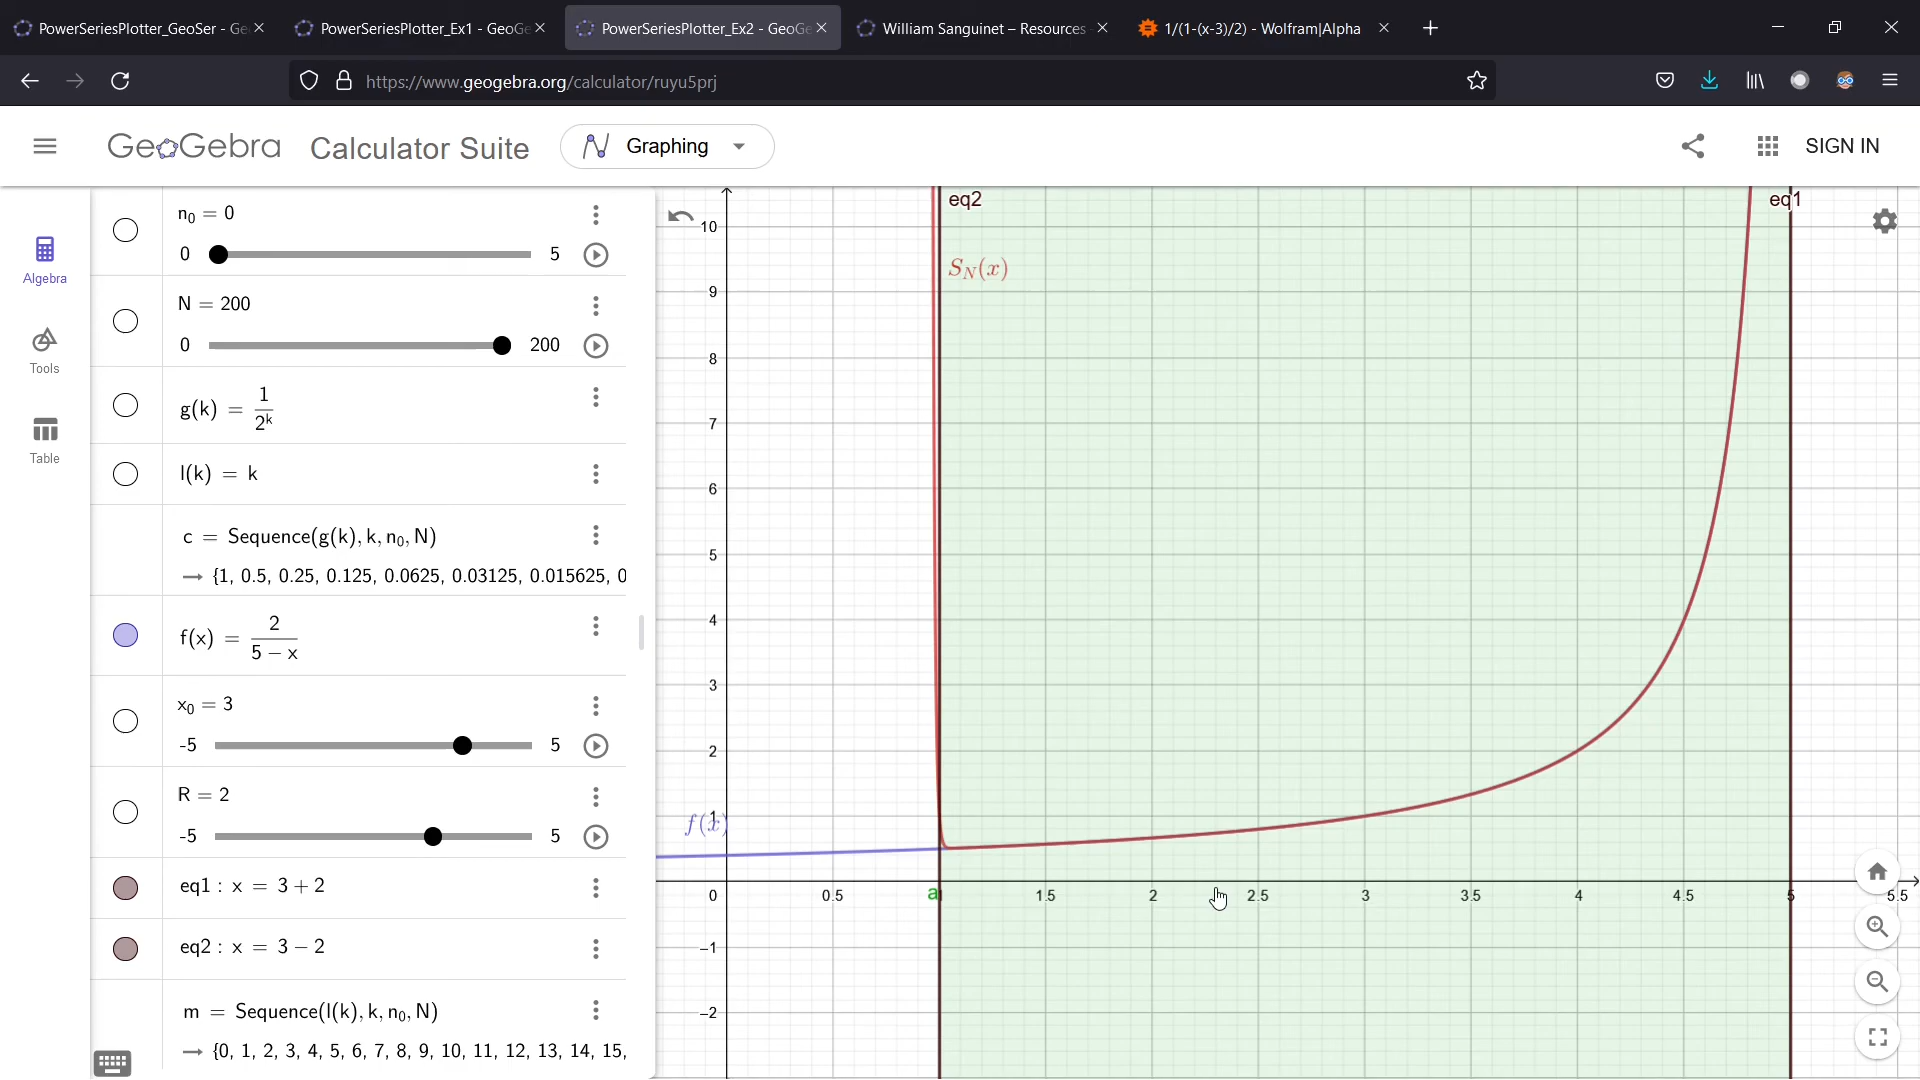 PowerSeriesPlotter_GeoSer - Ge
PowerSeriesPlotter_Ex1 - GeoGe
PowerSeriesPlotter_Ex2 - GeoGe
William Sanguinet – Resources
1/(1-(x-3)/2) - Wolfram|Alpha
https://www.geogebra.org/calculator/ruyu5prj
GeoGebra Calculator Suite
Graphing
SIGN IN
Algebra
Tools
Table
n₀ = 0
0 5
N = 200
0 200
g(k) = 1/2ᵏ
l(k) = k
c = Sequence(g(k), k, n₀, N)
→ {1, 0.5, 0.25, 0.125, 0.0625, 0.03125, 0.015625, 0
f(x) = 2/(5 − x)
x₀ = 3
-5 5
R = 2
-5 5
eq1 : x = 3 + 2
eq2 : x = 3 − 2
m = Sequence(l(k), k, n₀, N)
→ {0, 1, 2, 3, 4, 5, 6, 7, 8, 9, 10, 11, 12, 13, 14, 15,
eq2
eq1
S_N(x)
f(x)
a
10
9
8
7
6
5
4
3
2
1
−1
−2
0 0.5 1 1.5 2 2.5 3 3.5 4 4.5 5 5.5